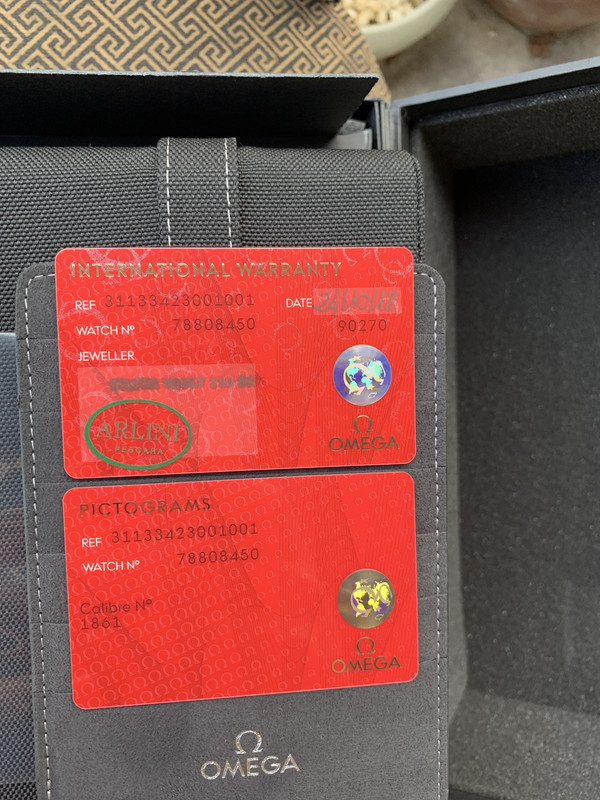 INTERNATIONAL WARRANTY
REF 31133423001001 DATE
WATCH Nº 78808450 90270
JEWELLER
ARLINI
PERDANA
Ω
OMEGA
PICTOGRAMS
REF 31133423001001
WATCH Nº 78808450
Calibre Nº
1861
Ω
OMEGA
Ω
OMEGA